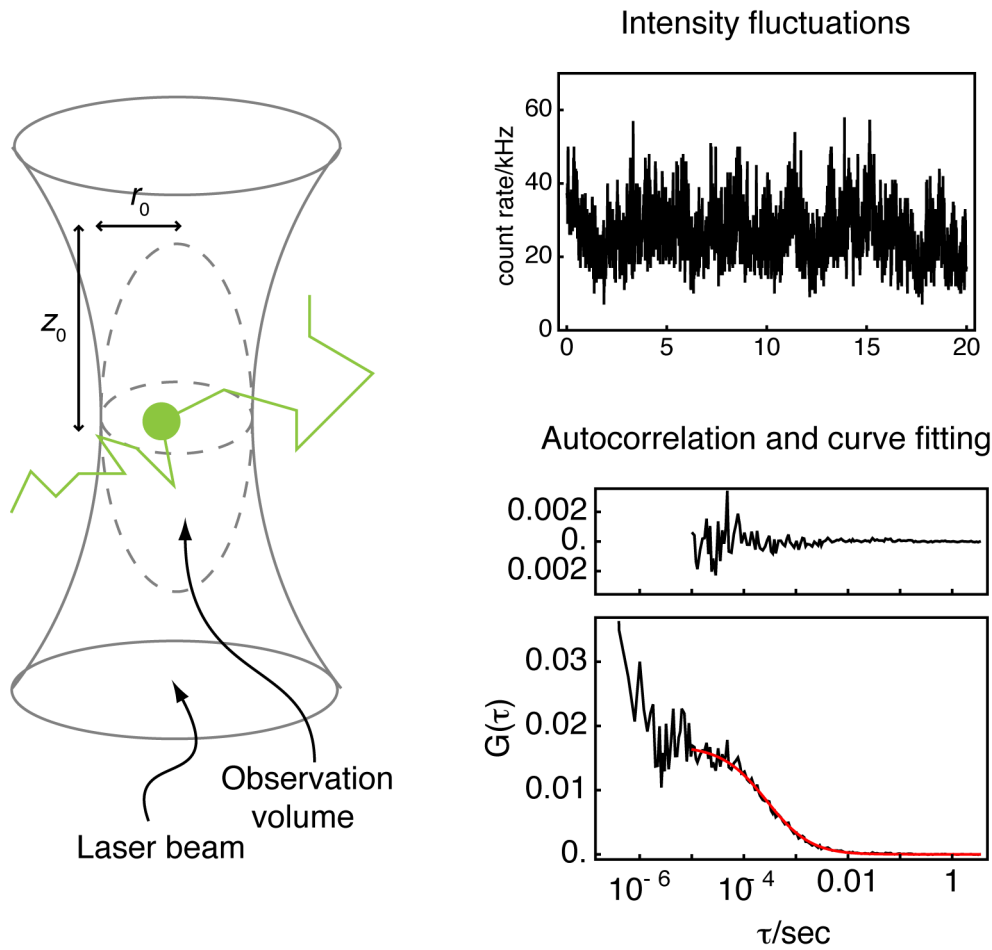 r0
z0
Observation
volume
Laser beam
Intensity fluctuations
count rate/kHz
60
40
20
0
0 5 10 15 20
Autocorrelation and curve fitting
0.002
0.
0.002
G(τ)
0.03
0.02
0.01
0.
10-6 10-4 0.01 1
τ/sec